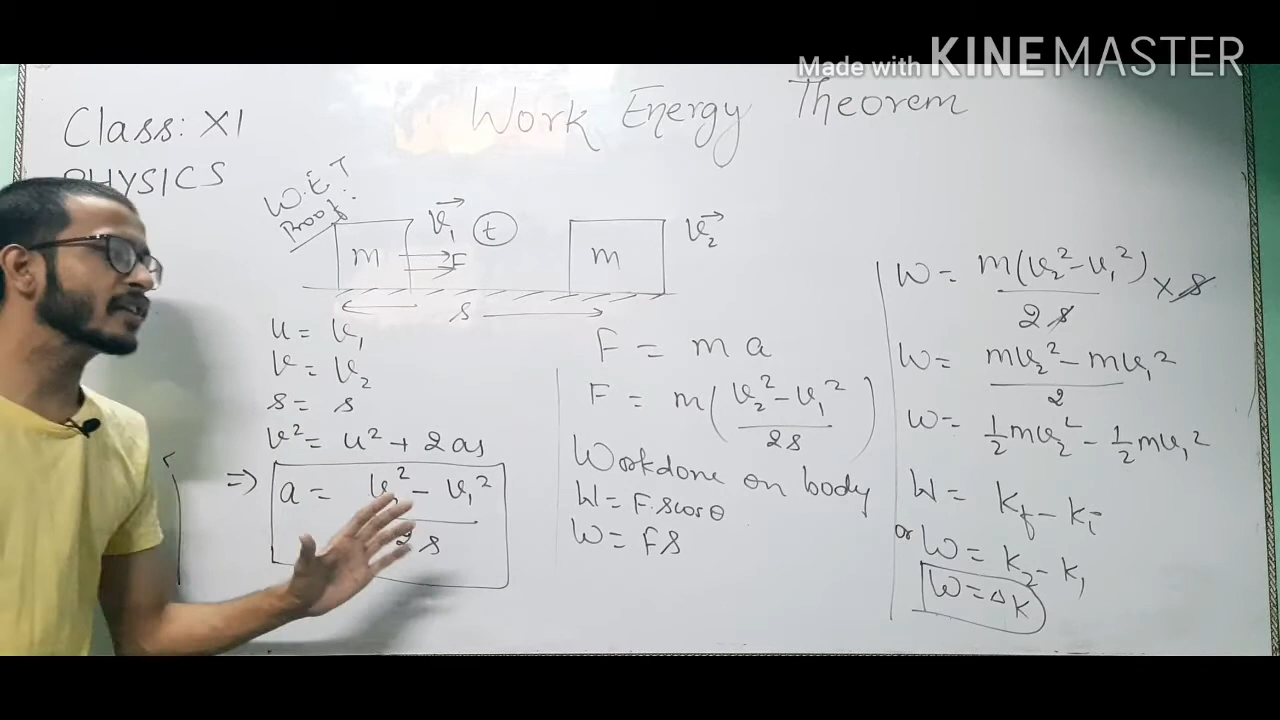 Made with KINEMASTER
Work Energy Theorem
Class: XI
PHYSICS
W.E.T
Proof:
m v₁→ t m v₂→
F
s
u = v₁
v = v₂
s = s
v² = u² + 2as
⇒ a = v₂² - v₁² / 2s
F = ma
F = m(v₂² - v₁² / 2s)
Workdone on body
W = F.s cosθ
W = Fs
W = m(v₂² - v₁²) / 2s × s
W = mv₂² - mv₁² / 2
W = ½mv₂² - ½mv₁²
W = Kf - Ki
or W = K₂ - K₁
W = ΔK